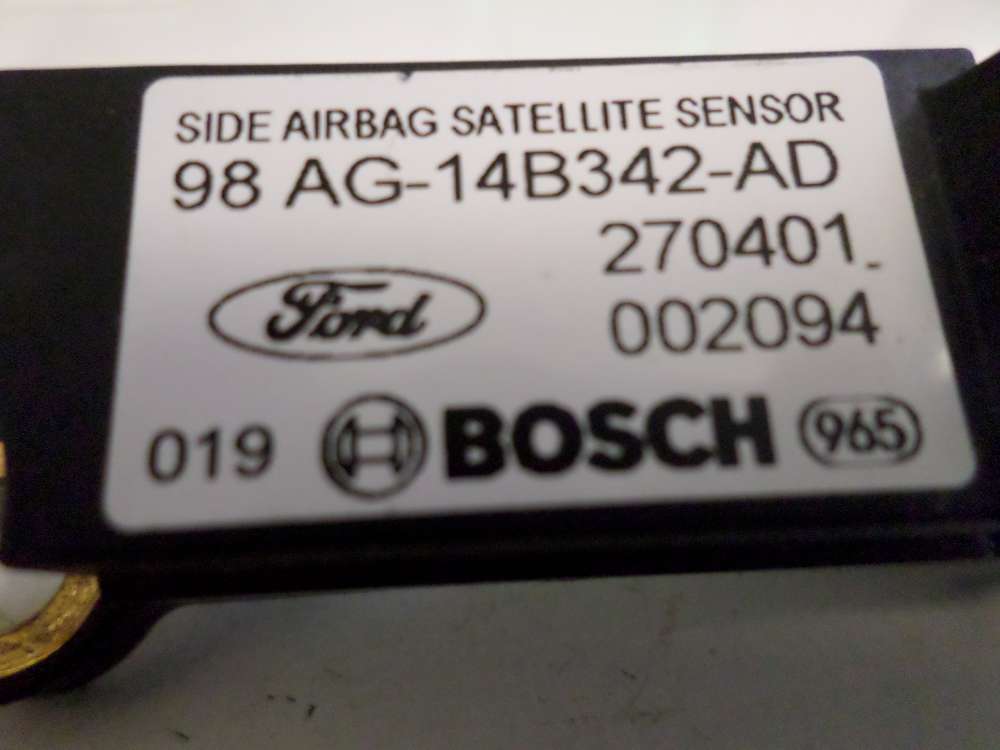 SIDE AIRBAG SATELLITE SENSOR
98 AG-14B342-AD
270401
Ford 002094
019 BOSCH 965